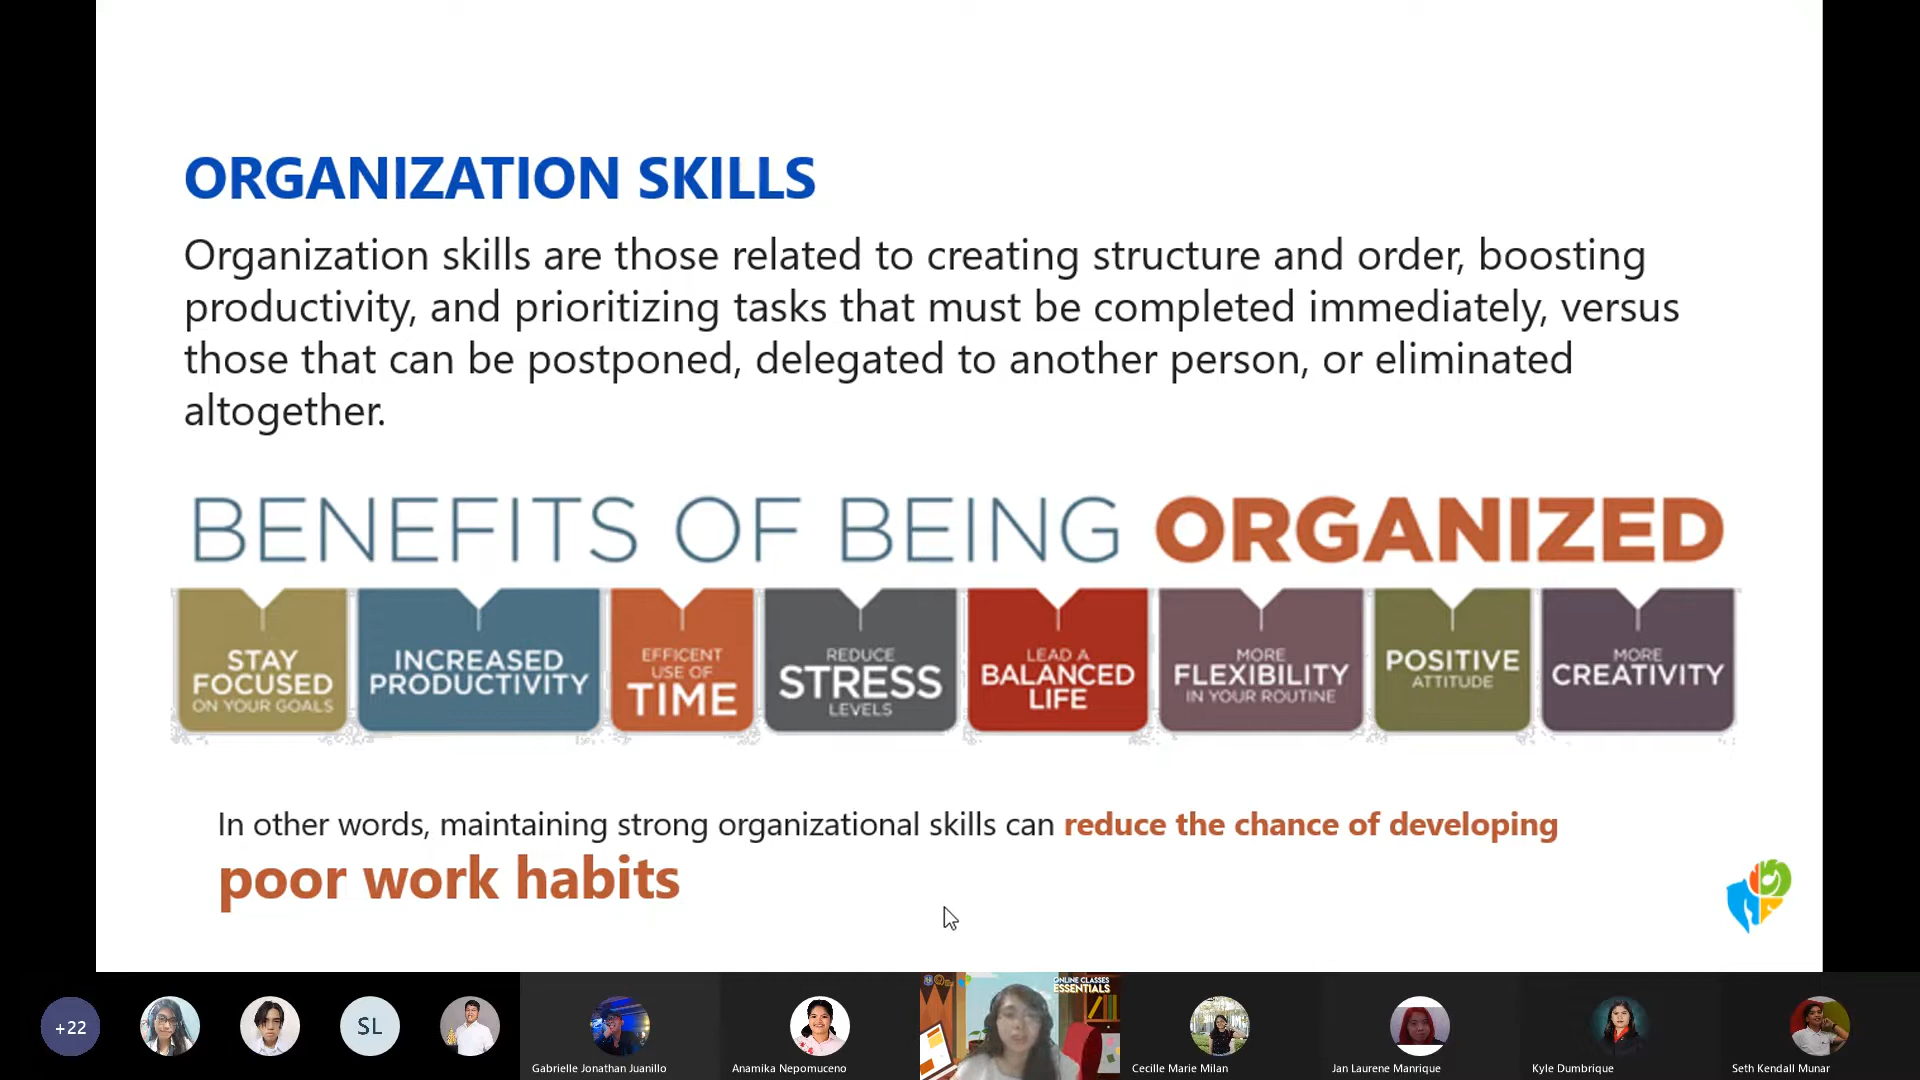 ORGANIZATION SKILLS
Organization skills are those related to creating structure and order, boosting
productivity, and prioritizing tasks that must be completed immediately, versus
those that can be postponed, delegated to another person, or eliminated
altogether.
BENEFITS OF BEING ORGANIZED
STAY
FOCUSED
ON YOUR GOALS
INCREASED
PRODUCTIVITY
EFFICENT
USE OF
TIME
REDUCE
STRESS
LEVELS
LEAD A
BALANCED
LIFE
MORE
FLEXIBILITY
IN YOUR ROUTINE
POSITIVE
ATTITUDE
MORE
CREATIVITY
In other words, maintaining strong organizational skills can reduce the chance of developing
poor work habits
+22
SL
ONLINE CLASSES
ESSENTIALS
Gabrielle Jonathan Juanillo
Anamika Nepomuceno
Cecille Marie Milan
Jan Laurene Manrique
Kyle Dumbrique
Seth Kendall Munar